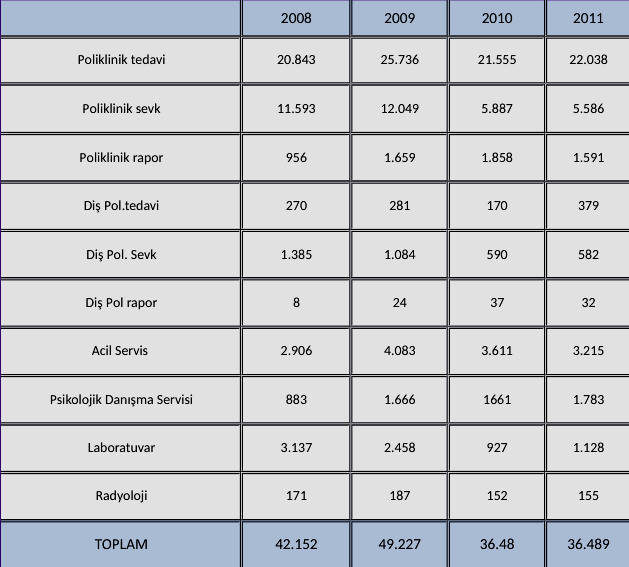 2008 2009 2010 2011
Poliklinik tedavi 20.843 25.736 21.555 22.038
Poliklinik sevk 11.593 12.049 5.887 5.586
Poliklinik rapor 956 1.659 1.858 1.591
Diş Pol.tedavi 270 281 170 379
Diş Pol. Sevk 1.385 1.084 590 582
Diş Pol rapor 8 24 37 32
Acil Servis 2.906 4.083 3.611 3.215
Psikolojik Danışma Servisi 883 1.666 1661 1.783
Laboratuvar 3.137 2.458 927 1.128
Radyoloji 171 187 152 155
TOPLAM 42.152 49.227 36.48 36.489